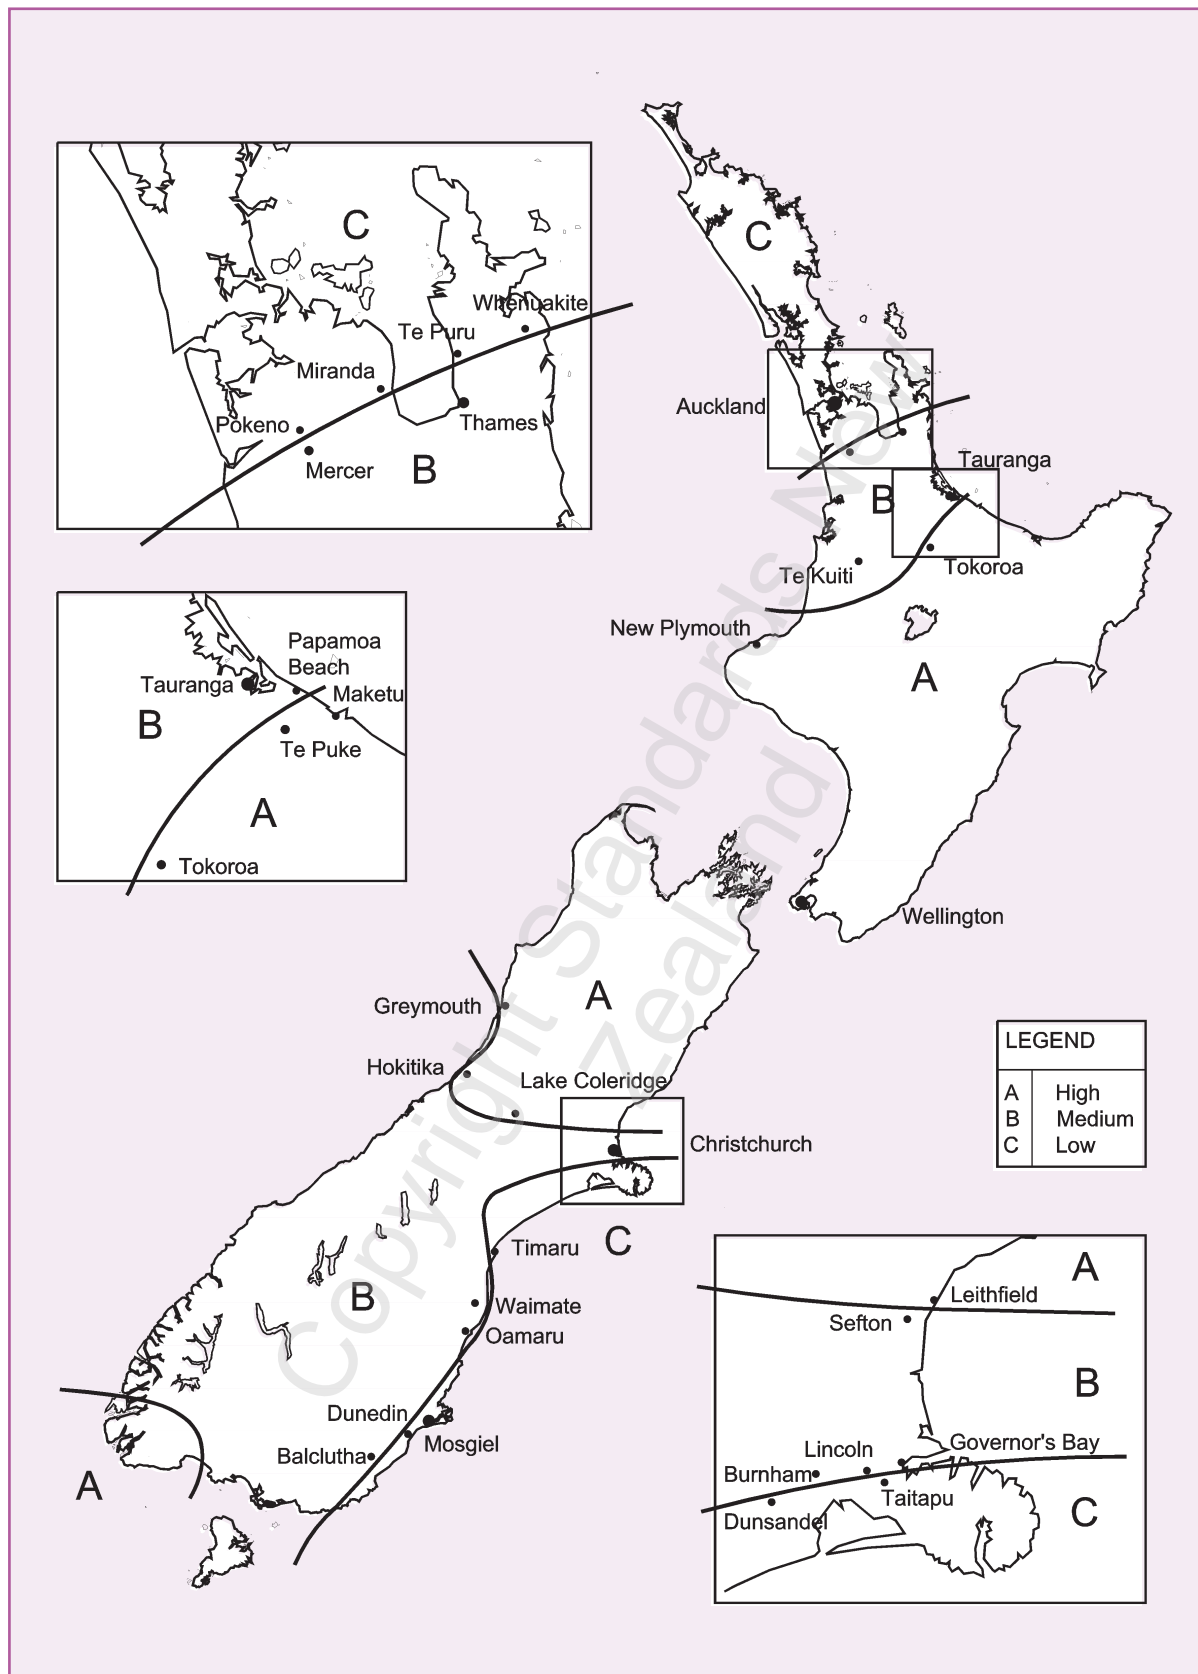 C
Whenuakite
Te Puru
Miranda
Pokeno
Thames
Mercer
B
C
Auckland
Tauranga
B
Te Kuiti
Tokoroa
New Plymouth
A
Papamoa
Beach
Tauranga
Maketu
B
Te Puke
A
Tokoroa
Wellington
A
Greymouth
Hokitika
Lake Coleridge
Christchurch
C
Timaru
B
Waimate
Oamaru
Dunedin
Mosgiel
Balclutha
A
LEGEND
A High
B Medium
C Low
A
Leithfield
Sefton
B
Lincoln
Governor's Bay
Burnham
Taitapu
Dunsandel
C
Copyright Standards New
Zealand